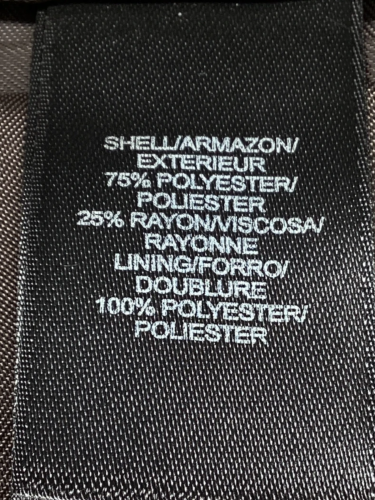 SHELL/ARMAZON/
EXTERIEUR
75% POLYESTER/
POLIESTER
25% RAYON/VISCOSA/
RAYONNE
LINING/FORRO/
DOUBLURE
100% POLYESTER/
POLIESTER